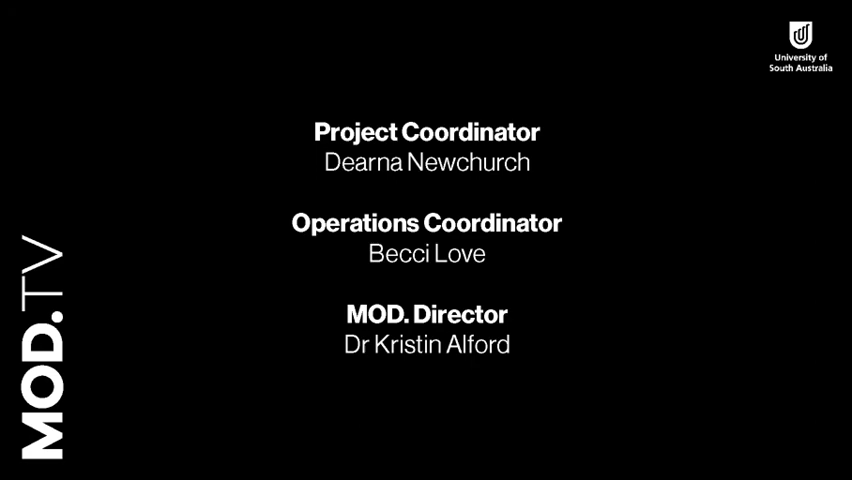 University of
South Australia
Project Coordinator
Dearna Newchurch
Operations Coordinator
Becci Love
MOD. Director
Dr Kristin Alford
MOD.TV